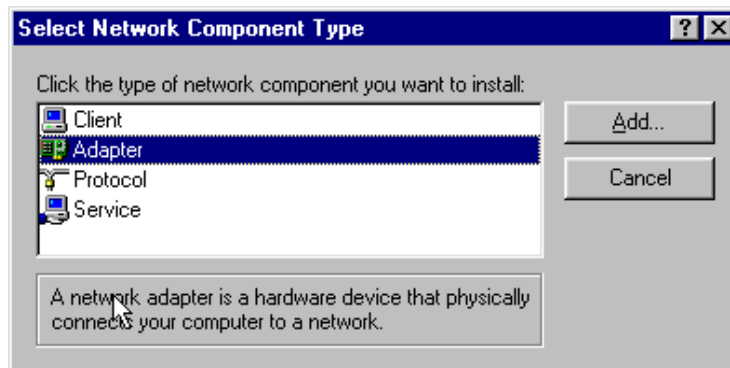 Select Network Component Type
Click the type of network component you want to install:
Client
Adapter
Protocol
Service
Add...
Cancel
A network adapter is a hardware device that physically
connects your computer to a network.